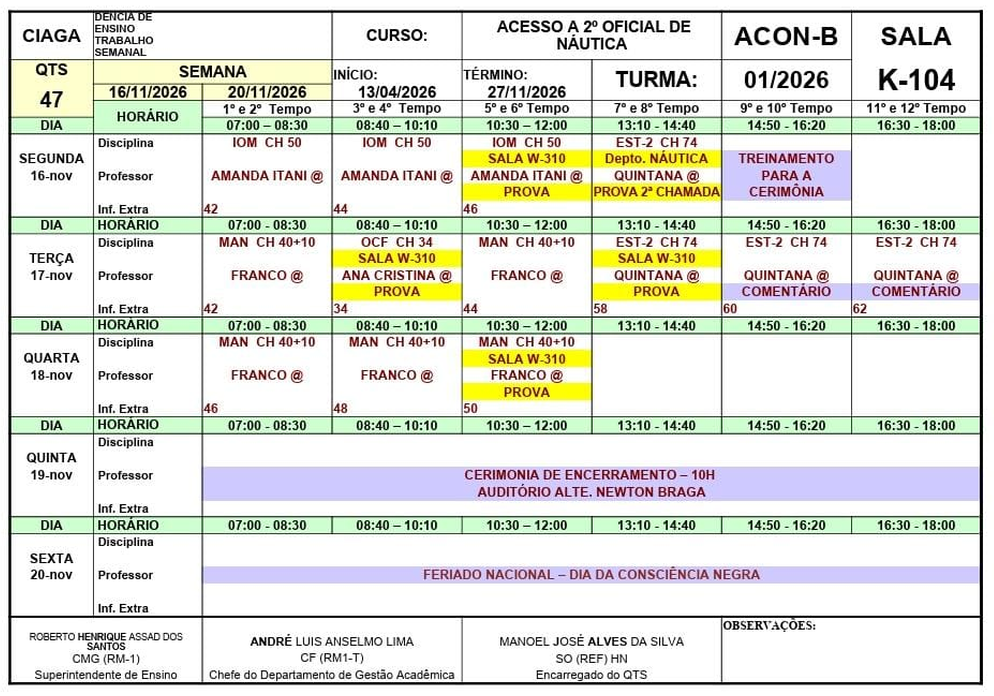 CIAGA
DENCIA DE
ENSINO
TRABALHO
SEMANAL
CURSO:
ACESSO A 2º OFICIAL DE
NÁUTICA
ACON-B
SALA
QTS
47
SEMANA
16/11/2026
20/11/2026
INÍCIO:
13/04/2026
TÉRMINO:
27/11/2026
TURMA:
01/2026
K-104
HORÁRIO
1º e 2º Tempo
3º e 4º Tempo
5º e 6º Tempo
7º e 8º Tempo
9º e 10º Tempo
11º e 12º Tempo
DIA
07:00 – 08:30
08:40 – 10:10
10:30 – 12:00
13:10 - 14:40
14:50 - 16:20
16:30 - 18:00
SEGUNDA
16-nov
Disciplina
IOM CH 50
IOM CH 50
IOM CH 50
EST-2 CH 74
SALA W-310
Depto. NÁUTICA
TREINAMENTO
Professor
AMANDA ITANI @
AMANDA ITANI @
AMANDA ITANI @
QUINTANA @
PARA A
PROVA
PROVA 2ª CHAMADA
CERIMÔNIA
Inf. Extra
42
44
46
DIA
HORÁRIO
07:00 - 08:30
08:40 – 10:10
10:30 – 12:00
13:10 - 14:40
14:50 - 16:20
16:30 - 18:00
TERÇA
17-nov
Disciplina
MAN CH 40+10
OCF CH 34
MAN CH 40+10
EST-2 CH 74
EST-2 CH 74
EST-2 CH 74
SALA W-310
SALA W-310
Professor
FRANCO @
ANA CRISTINA @
FRANCO @
QUINTANA @
QUINTANA @
QUINTANA @
PROVA
PROVA
COMENTÁRIO
COMENTÁRIO
Inf. Extra
42
34
44
58
60
62
DIA
HORÁRIO
07:00 - 08:30
08:40 – 10:10
10:30 – 12:00
13:10 - 14:40
14:50 - 16:20
16:30 - 18:00
QUARTA
18-nov
Disciplina
MAN CH 40+10
MAN CH 40+10
MAN CH 40+10
SALA W-310
Professor
FRANCO @
FRANCO @
FRANCO @
PROVA
Inf. Extra
46
48
50
DIA
HORÁRIO
07:00 - 08:30
08:40 – 10:10
10:30 – 12:00
13:10 - 14:40
14:50 - 16:20
16:30 - 18:00
QUINTA
19-nov
Disciplina
Professor
CERIMONIA DE ENCERRAMENTO – 10H
AUDITÓRIO ALTE. NEWTON BRAGA
Inf. Extra
DIA
HORÁRIO
07:00 - 08:30
08:40 – 10:10
10:30 – 12:00
13:10 - 14:40
14:50 - 16:20
16:30 - 18:00
SEXTA
20-nov
Disciplina
Professor
FERIADO NACIONAL – DIA DA CONSCIÊNCIA NEGRA
Inf. Extra
ROBERTO HENRIQUE ASSAD DOS
SANTOS
CMG (RM-1)
Superintendente de Ensino
ANDRÉ LUIS ANSELMO LIMA
CF (RM1-T)
Chefe do Departamento de Gestão Acadêmica
MANOEL JOSÉ ALVES DA SILVA
SO (REF) HN
Encarregado do QTS
OBSERVAÇÕES: